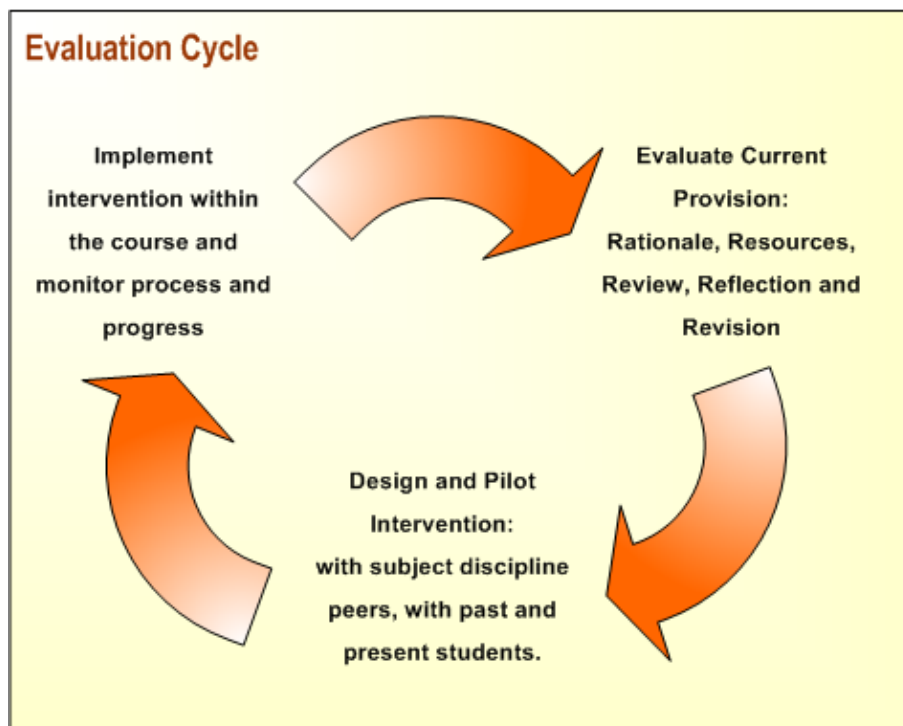 Evaluation Cycle
Implement
intervention within
the course and
monitor process and
progress
Evaluate Current
Provision:
Rationale, Resources,
Review, Reflection and
Revision
Design and Pilot
Intervention:
with subject discipline
peers, with past and
present students.